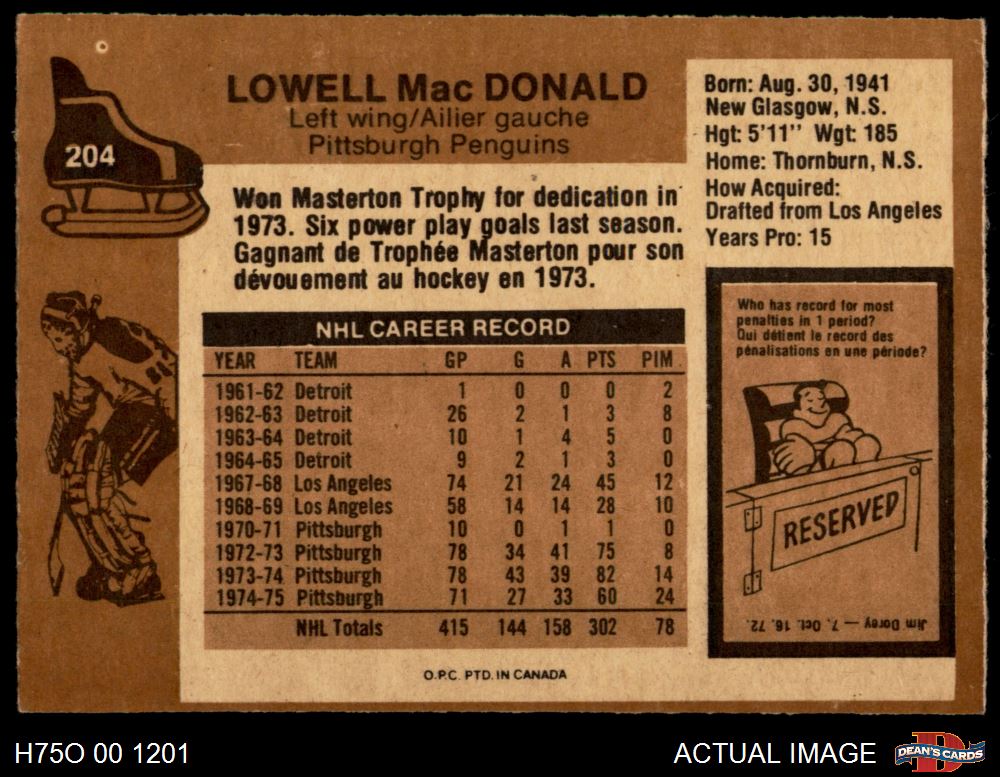 204
LOWELL Mac DONALD
Left wing/Ailier gauche
Pittsburgh Penguins
Won Masterton Trophy for dedication in
1973. Six power play goals last season.
Gagnant de Trophée Masterton pour son
dévouement au hockey en 1973.
Born: Aug. 30, 1941
New Glasgow, N.S.
Hgt: 5'11" Wgt: 185
Home: Thornburn, N.S.
How Acquired:
Drafted from Los Angeles
Years Pro: 15
NHL CAREER RECORD
YEAR TEAM GP G A PTS PIM
1961-62 Detroit 1 0 0 0 2
1962-63 Detroit 26 2 1 3 8
1963-64 Detroit 10 1 4 5 0
1964-65 Detroit 9 2 1 3 0
1967-68 Los Angeles 74 21 24 45 12
1968-69 Los Angeles 58 14 14 28 10
1970-71 Pittsburgh 10 0 1 1 0
1972-73 Pittsburgh 78 34 41 75 8
1973-74 Pittsburgh 78 43 39 82 14
1974-75 Pittsburgh 71 27 33 60 24
NHL Totals 415 144 158 302 78
O.P.C. PTD. IN CANADA
Who has record for most
penalties in 1 period?
Qui détient le record des
pénalisations en une période?
RESERVED
Jim Dorey — 7. Oct. 16, '72.
H75O 00 1201
ACTUAL IMAGE
DEAN'S CARDS